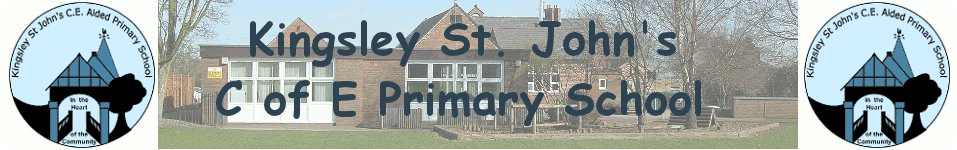 Kingsley St John's C.E. Aided Primary School
In the
Heart
of the
Community
Kingsley St. John's
C of E Primary School
Kingsley St John's C.E. Aided Primary School
In the
Heart
of the
Community